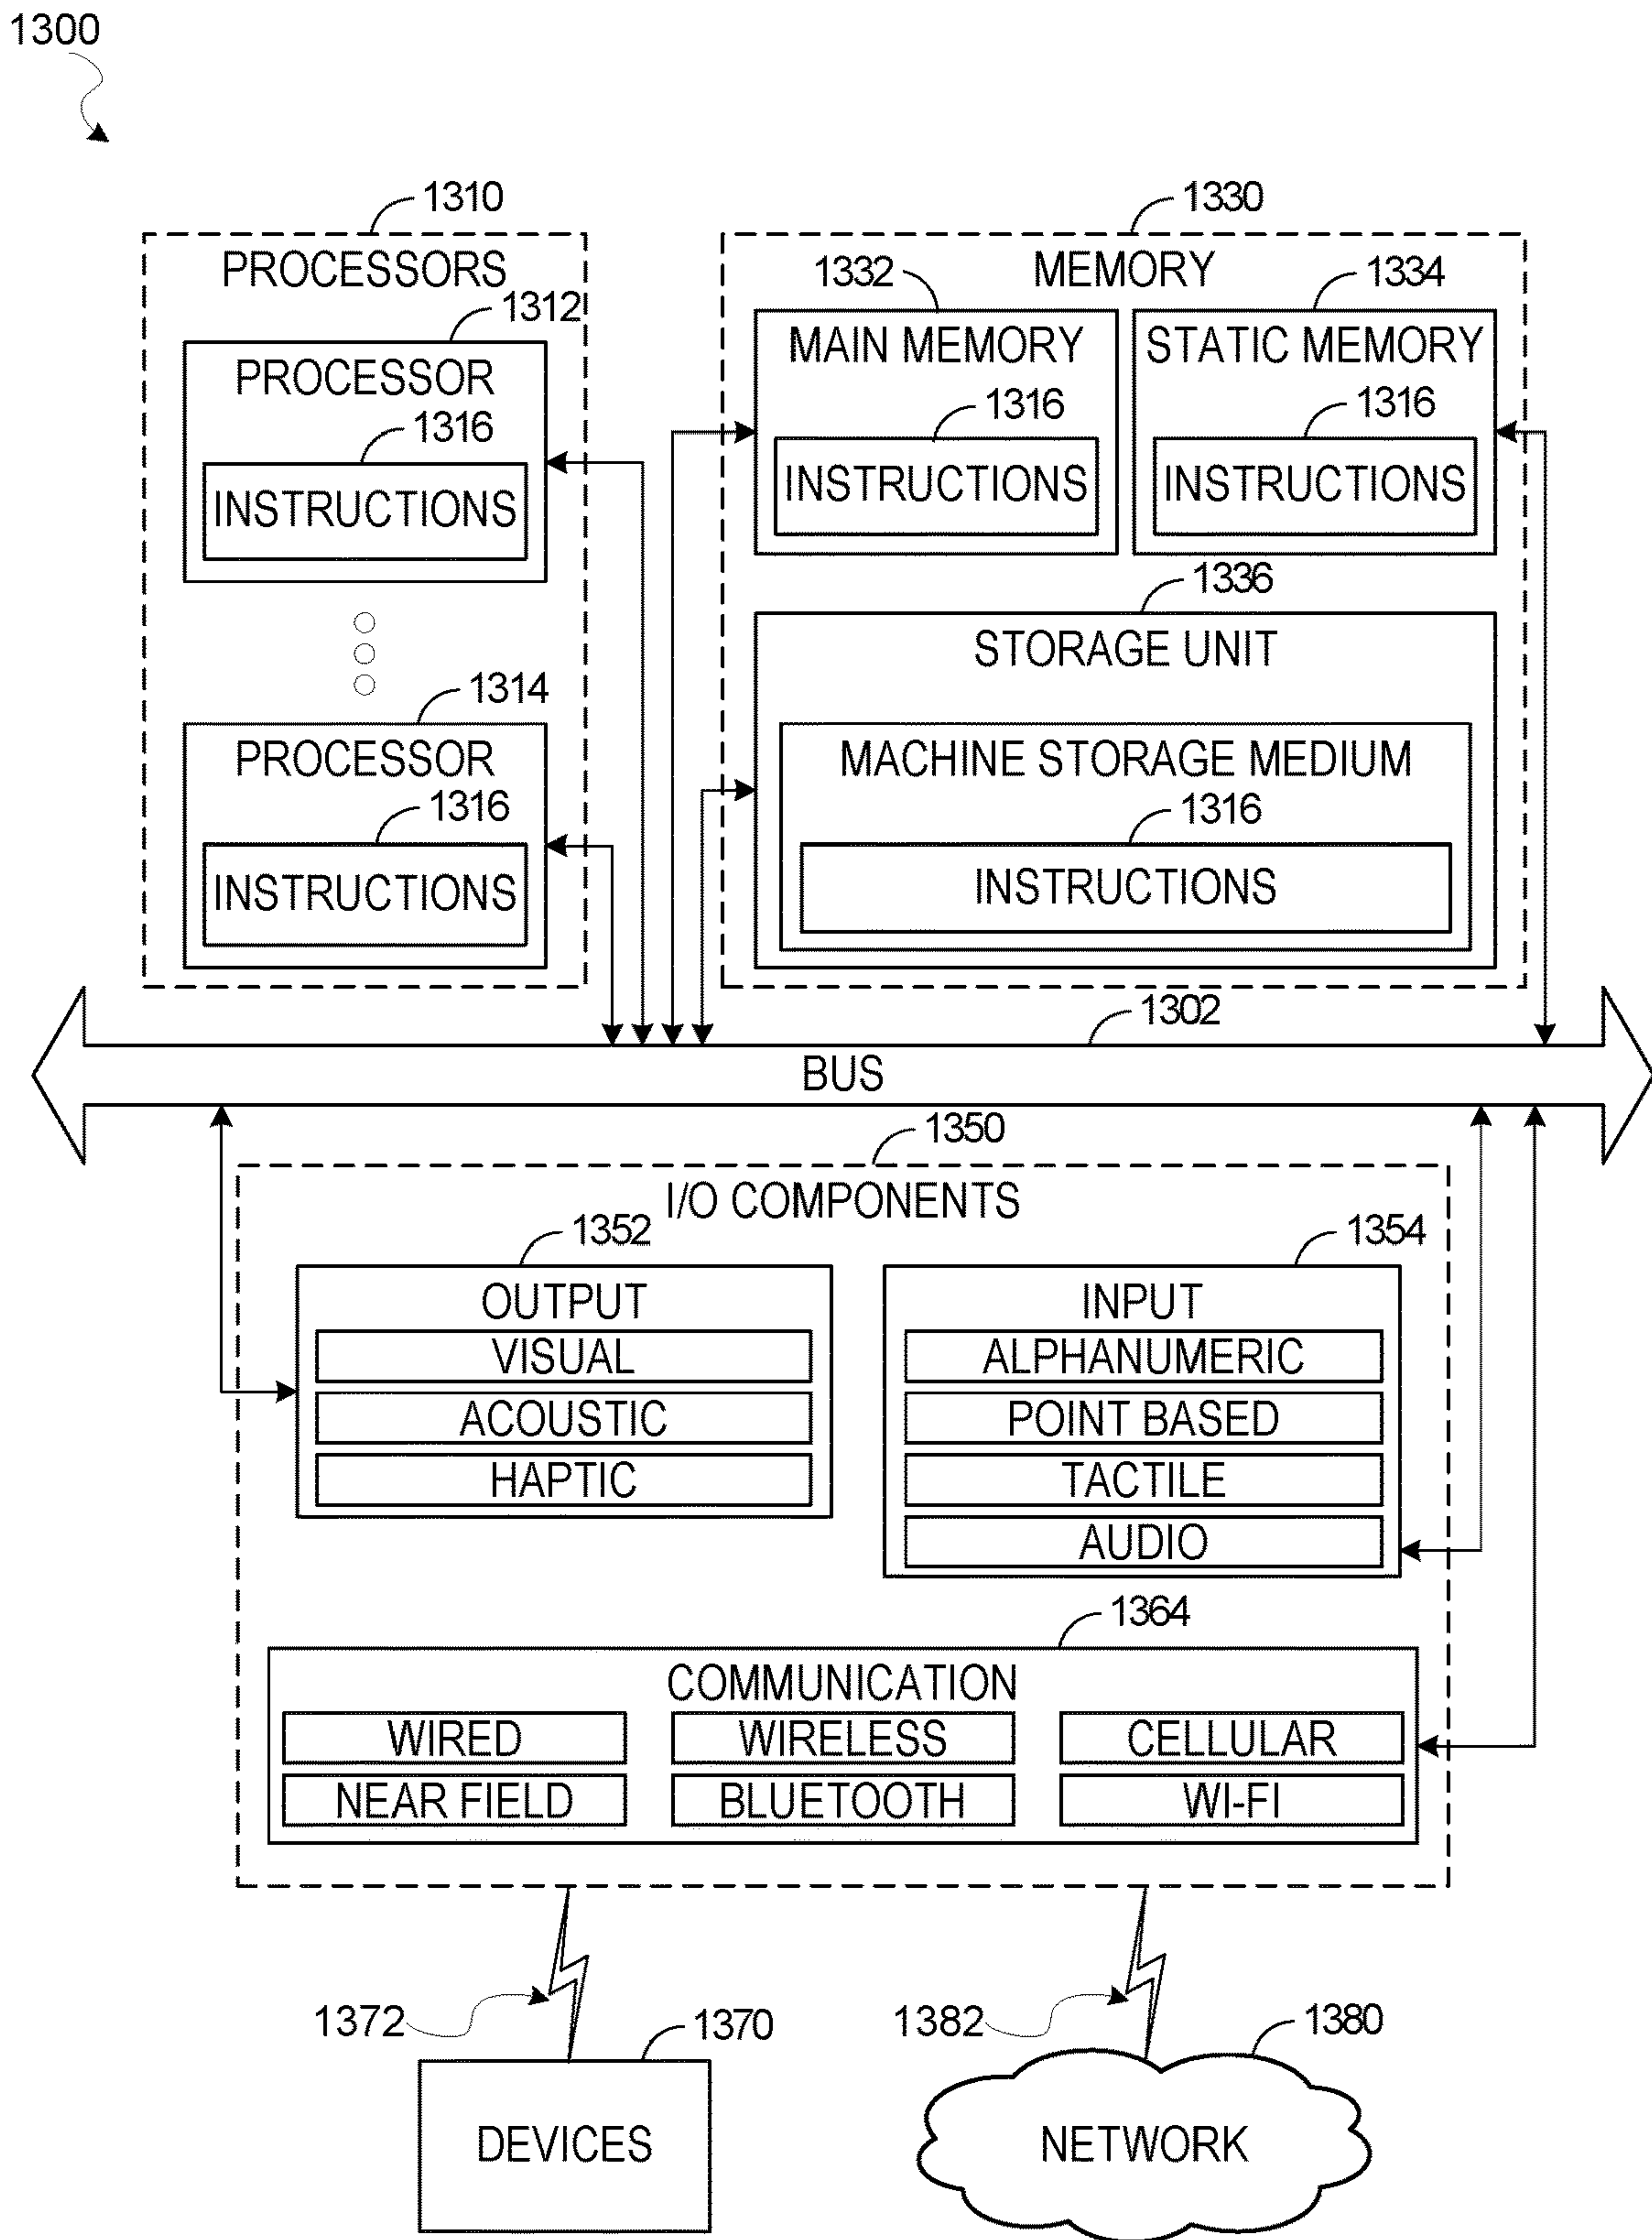 1300
1310
1330
PROCESSORS
MEMORY
1312
1332
1334
PROCESSOR
MAIN MEMORY
STATIC MEMORY
1316
1316
1316
INSTRUCTIONS
INSTRUCTIONS
INSTRUCTIONS
1336
STORAGE UNIT
1314
PROCESSOR
MACHINE STORAGE MEDIUM
1316
1316
INSTRUCTIONS
INSTRUCTIONS
1302
BUS
1350
I/O COMPONENTS
1352
1354
OUTPUT
INPUT
VISUAL
ALPHANUMERIC
ACOUSTIC
POINT BASED
HAPTIC
TACTILE
AUDIO
1364
COMMUNICATION
WIRED
WIRELESS
CELLULAR
NEAR FIELD
BLUETOOTH
WI-FI
1372
1370
1382
1380
DEVICES
NETWORK